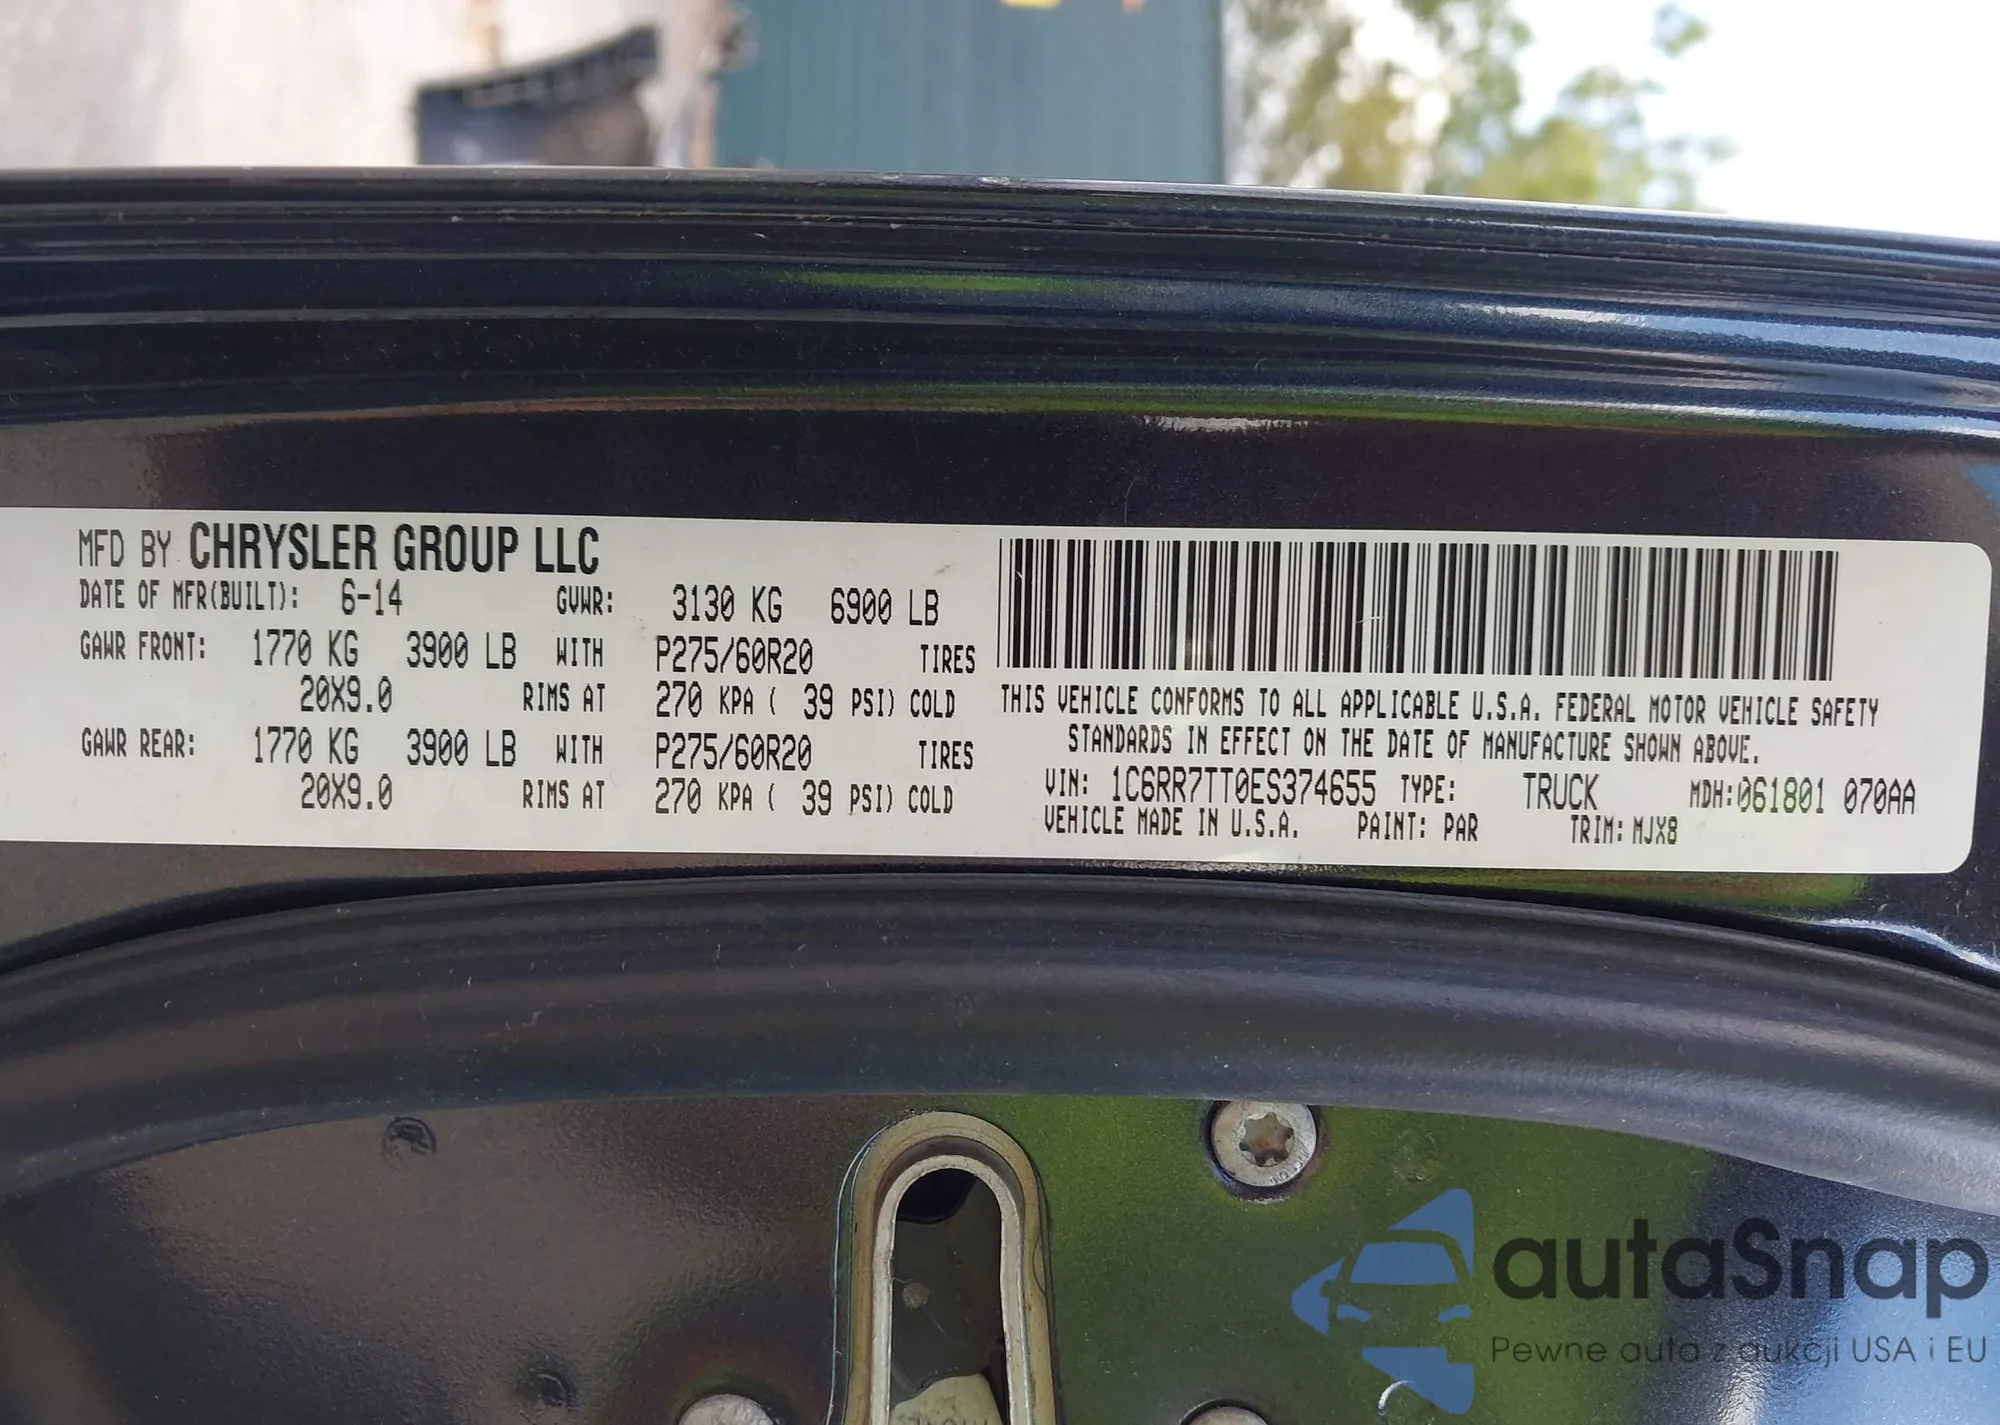 MFD BY CHRYSLER GROUP LLC
DATE OF MFR(BUILT): 6-14 GVWR: 3130 KG 6900 LB
GAWR FRONT: 1770 KG 3900 LB WITH P275/60R20 TIRES
20X9.0 RIMS AT 270 KPA ( 39 PSI) COLD
GAWR REAR: 1770 KG 3900 LB WITH P275/60R20 TIRES
20X9.0 RIMS AT 270 KPA ( 39 PSI) COLD
THIS VEHICLE CONFORMS TO ALL APPLICABLE U.S.A. FEDERAL MOTOR VEHICLE SAFETY
STANDARDS IN EFFECT ON THE DATE OF MANUFACTURE SHOWN ABOVE.
VIN: 1C6RR7TT0ES374655 TYPE: TRUCK MDH:061801 070AA
VEHICLE MADE IN U.S.A. PAINT: PAR TRIM: MJX8
autaSnap
Pewne auta z aukcji USA i EU